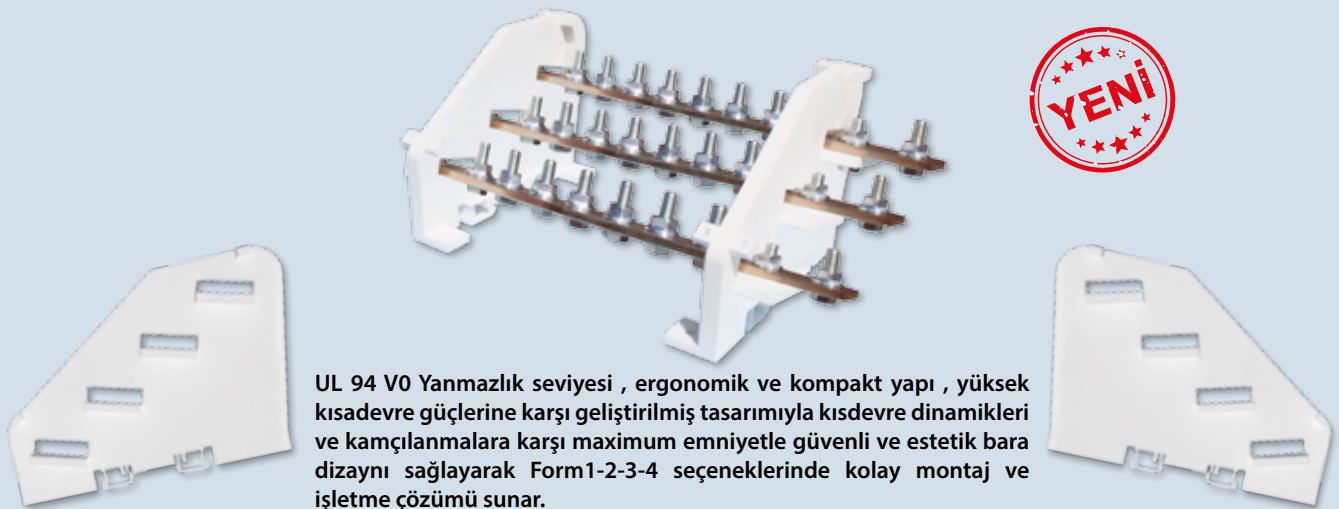 YENİ
UL 94 V0 Yanmazlık seviyesi , ergonomik ve kompakt yapı , yüksek
kısadevre güçlerine karşı geliştirilmiş tasarımıyla kısdevre dinamikleri
ve kamçılanmalara karşı maximum emniyetle güvenli ve estetik bara
dizaynı sağlayarak Form1-2-3-4 seçeneklerinde kolay montaj ve
işletme çözümü sunar.